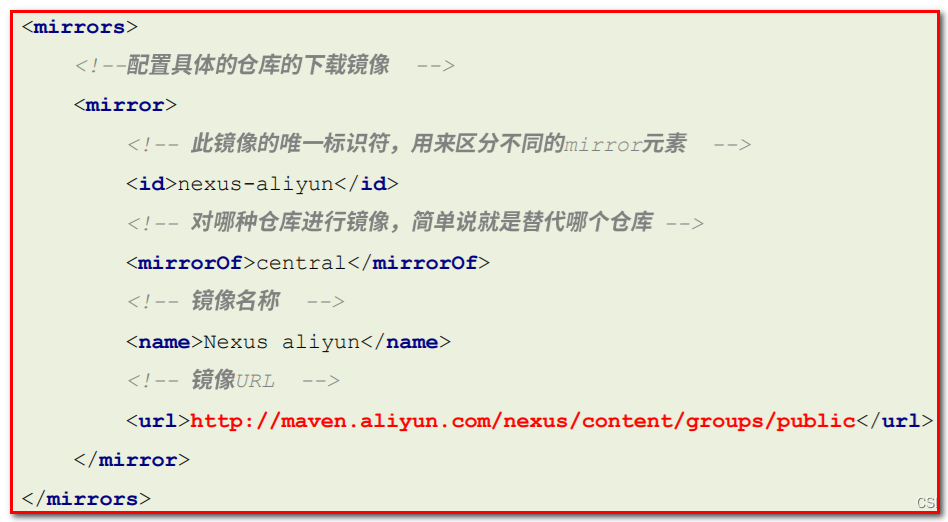 <mirrors>
<!--配置具体的仓库的下载镜像 -->
<mirror>
<!-- 此镜像的唯一标识符，用来区分不同的mirror元素 -->
<id>nexus-aliyun</id>
<!-- 对哪种仓库进行镜像，简单说就是替代哪个仓库 -->
<mirrorOf>central</mirrorOf>
<!-- 镜像名称 -->
<name>Nexus aliyun</name>
<!-- 镜像URL -->
<url>http://maven.aliyun.com/nexus/content/groups/public</url>
</mirror>
</mirrors>